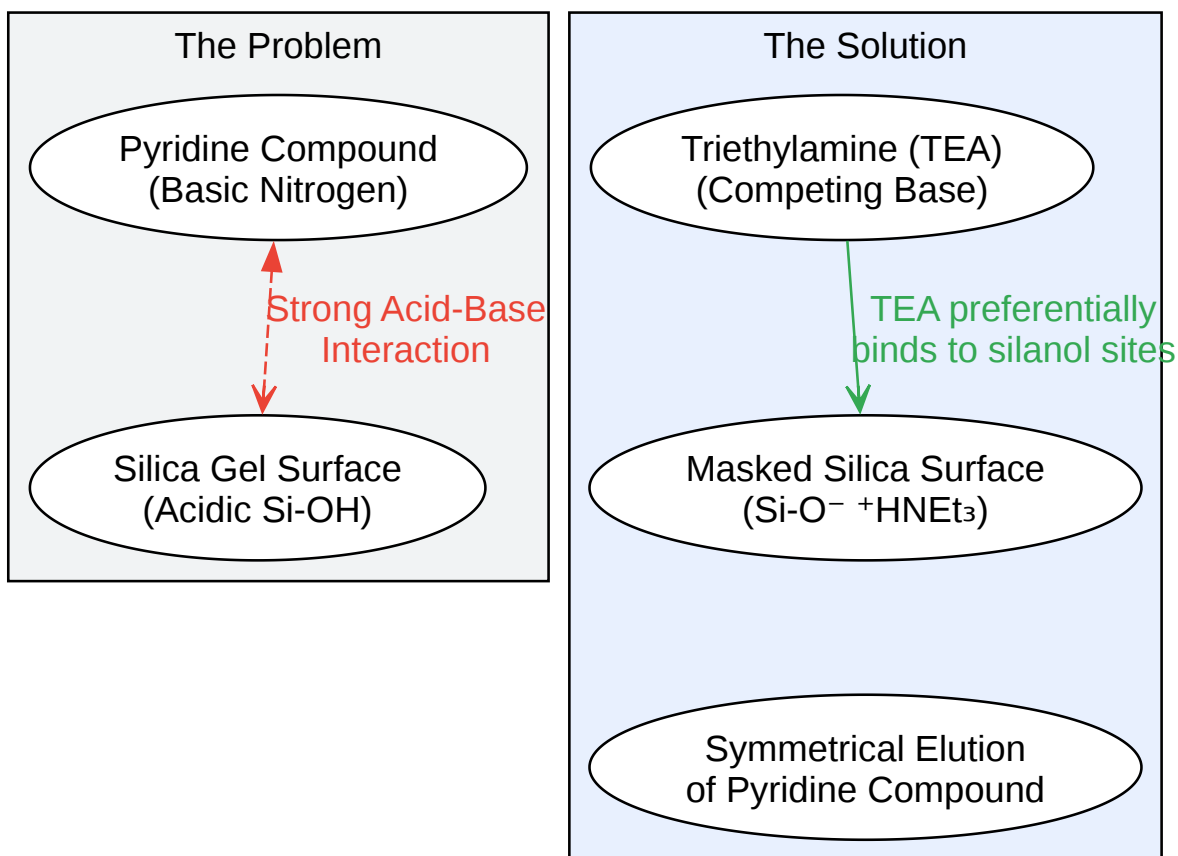 The Problem
Pyridine Compound
(Basic Nitrogen)
Strong Acid-Base
Interaction
Silica Gel Surface
(Acidic Si-OH)
The Solution
Triethylamine (TEA)
(Competing Base)
TEA preferentially
binds to silanol sites
Masked Silica Surface
(Si-O⁻ ⁺HNEt₃)
Symmetrical Elution
of Pyridine Compound